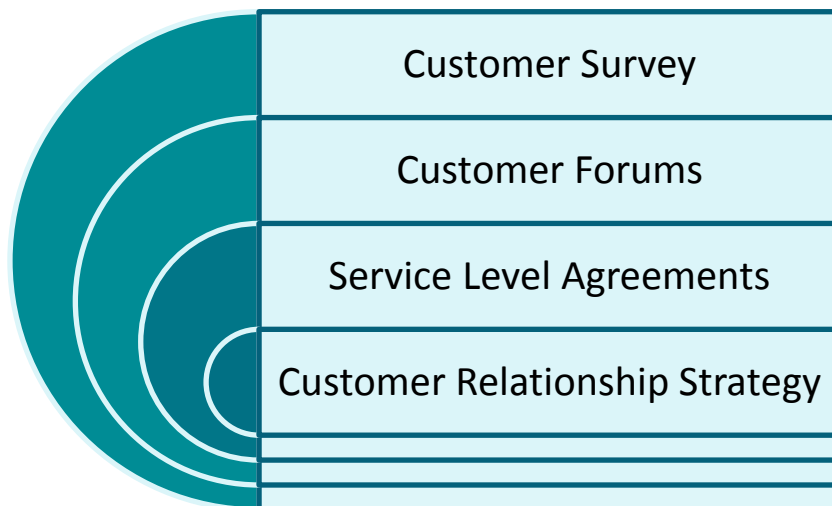 Customer Survey
Customer Forums
Service Level Agreements
Customer Relationship Strategy